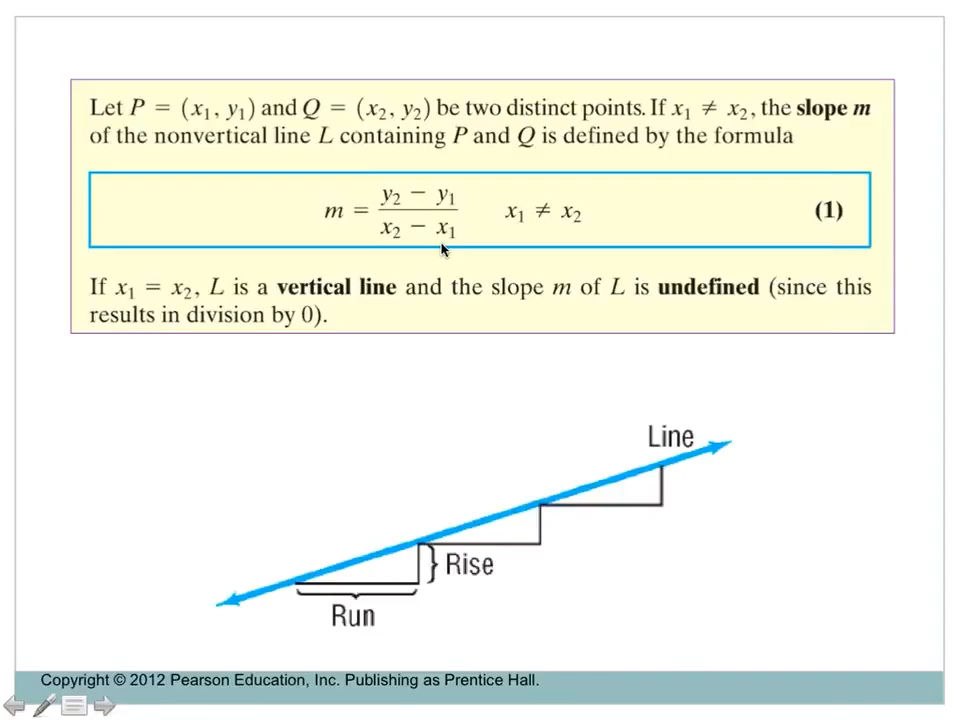 Let P = (x₁, y₁) and Q = (x₂, y₂) be two distinct points. If x₁ ≠ x₂, the slope m
of the nonvertical line L containing P and Q is defined by the formula
m = (y₂ − y₁)/(x₂ − x₁) x₁ ≠ x₂ (1)
If x₁ = x₂, L is a vertical line and the slope m of L is undefined (since this
results in division by 0).
Line
Rise
Run
Copyright © 2012 Pearson Education, Inc. Publishing as Prentice Hall.